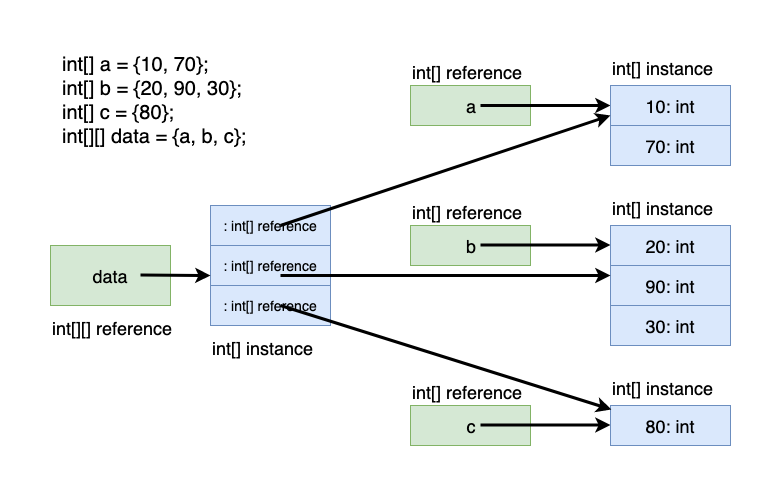 int[] a = {10, 70};
int[] b = {20, 90, 30};
int[] c = {80};
int[][] data = {a, b, c};
int[] reference
a
int[] instance
10: int
70: int
: int[] reference
: int[] reference
: int[] reference
int[] instance
data
int[][] reference
int[] reference
b
int[] instance
20: int
90: int
30: int
int[] reference
c
int[] instance
80: int